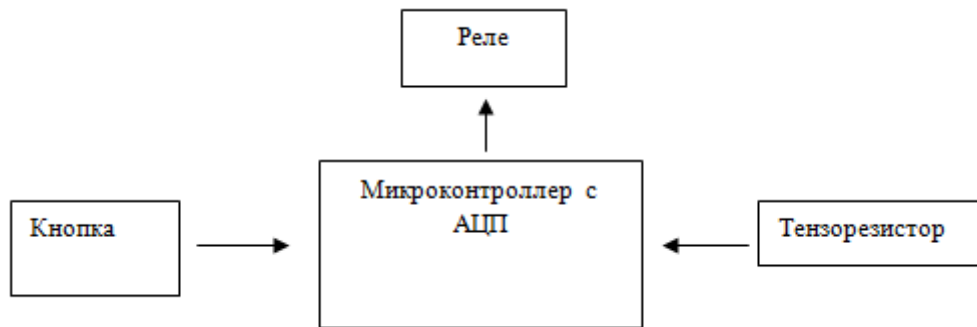 Реле
Микроконтроллер с
АЦП
Кнопка
Тензорезистор